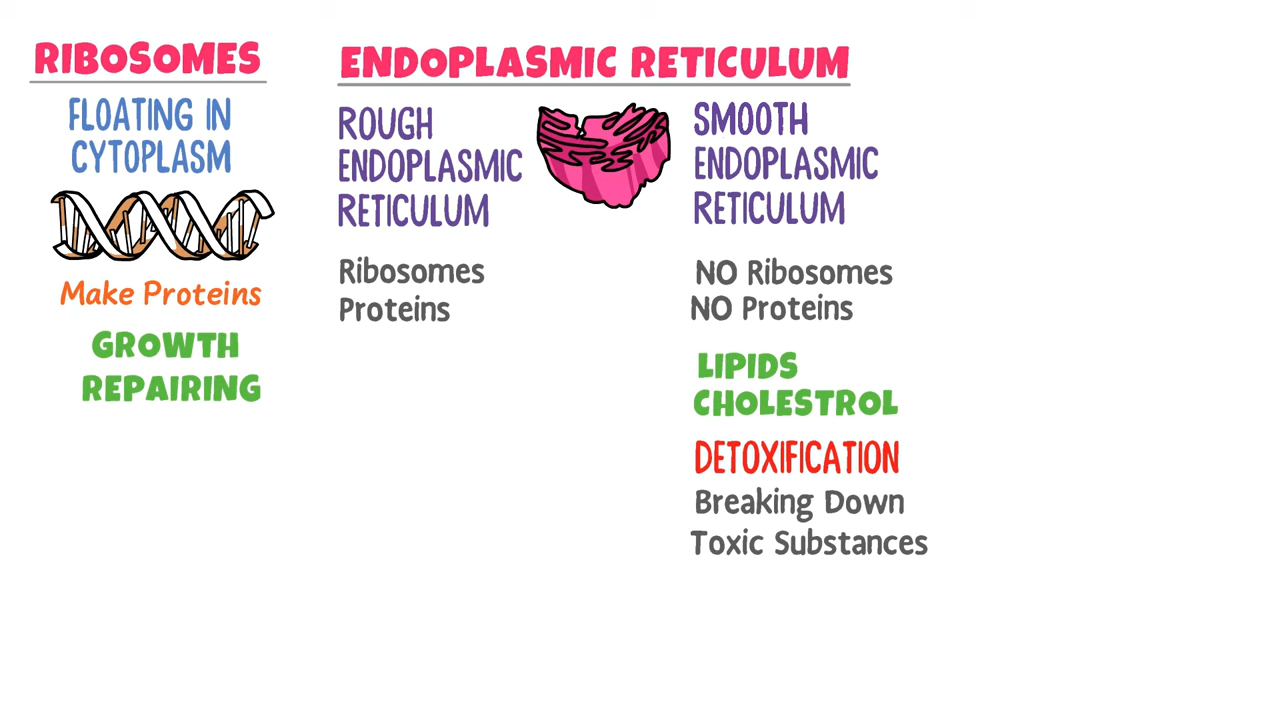 RIBOSOMES
FLOATING IN
CYTOPLASM
Make Proteins
GROWTH
REPAIRING
ENDOPLASMIC RETICULUM
ROUGH
ENDOPLASMIC
RETICULUM
Ribosomes
Proteins
SMOOTH
ENDOPLASMIC
RETICULUM
NO Ribosomes
NO Proteins
LIPIDS
CHOLESTROL
DETOXIFICATION
Breaking Down
Toxic Substances